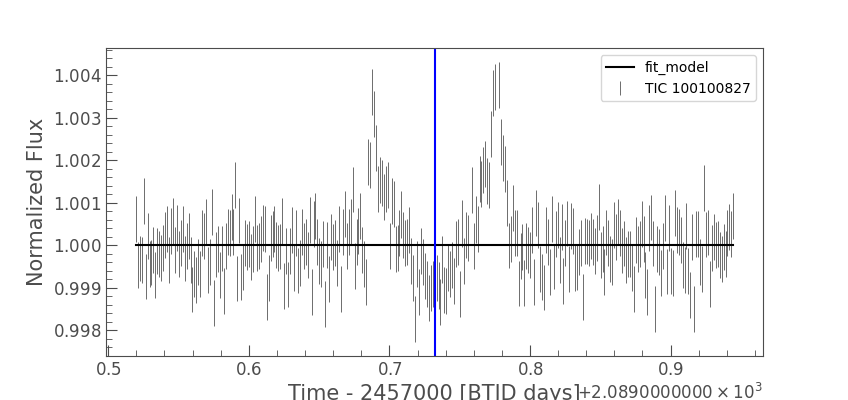 fit_model
TIC 100100827
1.004
1.003
1.002
1.001
1.000
0.999
0.998
Normalized Flux
0.5 0.6 0.7 0.8 0.9
Time - 2457000 [BTJD days]
+2.0890000000 × 10³